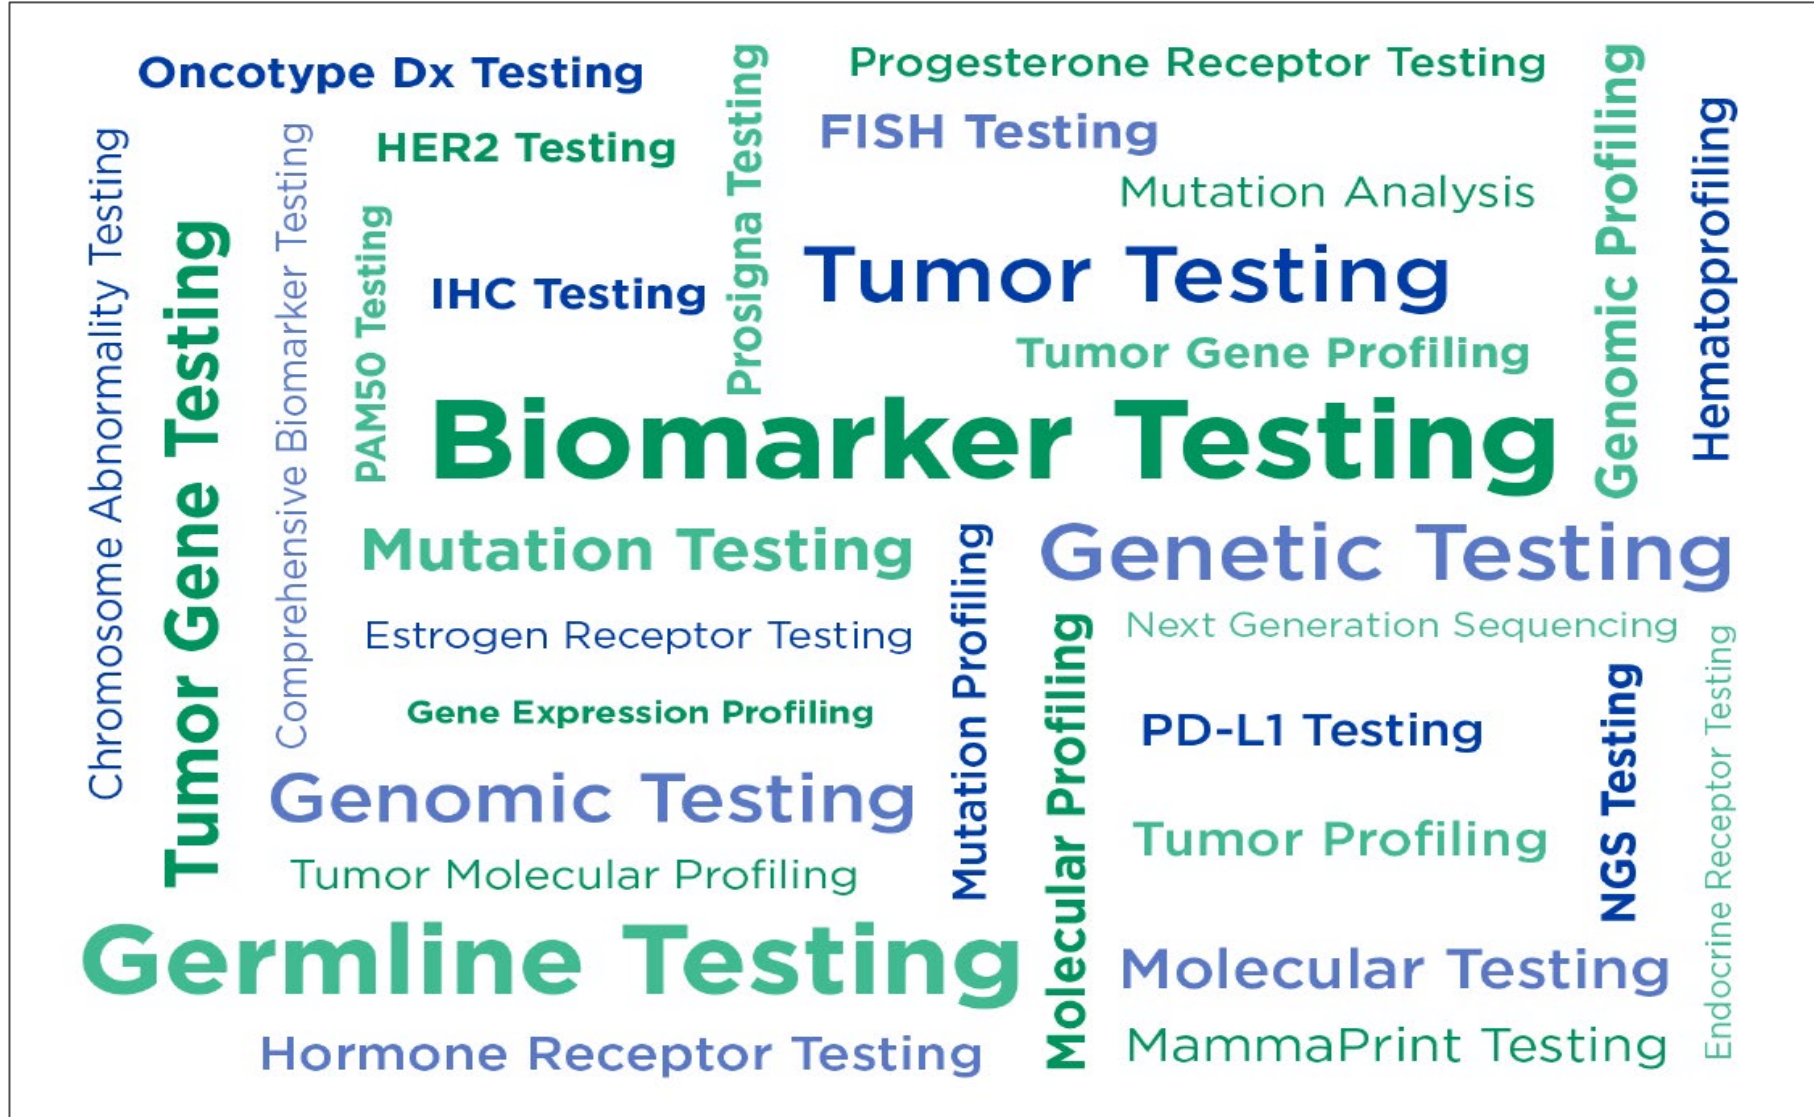 Oncotype Dx Testing
Progesterone Receptor Testing
HER2 Testing
Prosigna Testing
FISH Testing
Genomic Profiling
Hematoprofiling
Chromosome Abnormality Testing
Comprehensive Biomarker Testing
Mutation Analysis
Tumor Gene Testing
PAM50 Testing
IHC Testing
Tumor Testing
Tumor Gene Profiling
Biomarker Testing
Mutation Testing
Mutation Profiling
Genetic Testing
Estrogen Receptor Testing
Molecular Profiling
Next Generation Sequencing
Gene Expression Profiling
PD-L1 Testing
NGS Testing
Endocrine Receptor Testing
Genomic Testing
Tumor Profiling
Tumor Molecular Profiling
Germline Testing
Molecular Testing
Hormone Receptor Testing
MammaPrint Testing